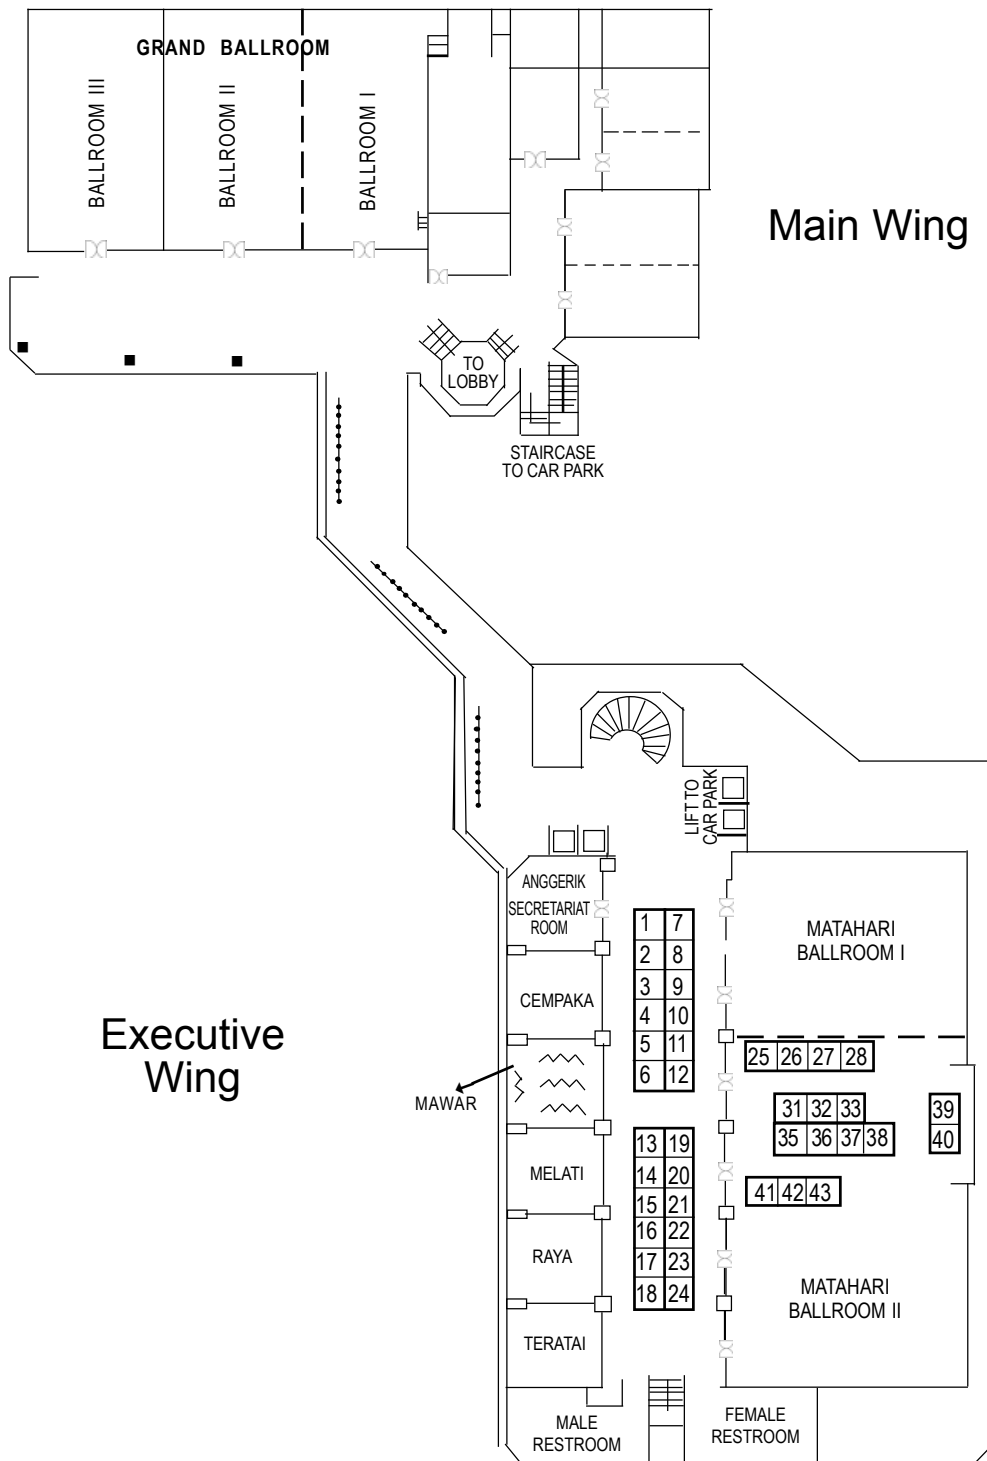 GRAND BALLROOM
BALLROOM III
BALLROOM II
BALLROOM I
Main Wing
TO
LOBBY
STAIRCASE
TO CAR PARK
LIFT TO
CAR PARK
ANGGERIK
SECRETARIAT
ROOM
CEMPAKA
MAWAR
MELATI
RAYA
TERATAI
Executive
Wing
1 7
2 8
3 9
4 10
5 11
6 12
13 19
14 20
15 21
16 22
17 23
18 24
MATAHARI
BALLROOM I
25 26 27 28
31 32 33
35 36 37 38
39
40
41 42 43
MATAHARI
BALLROOM II
MALE
RESTROOM
FEMALE
RESTROOM